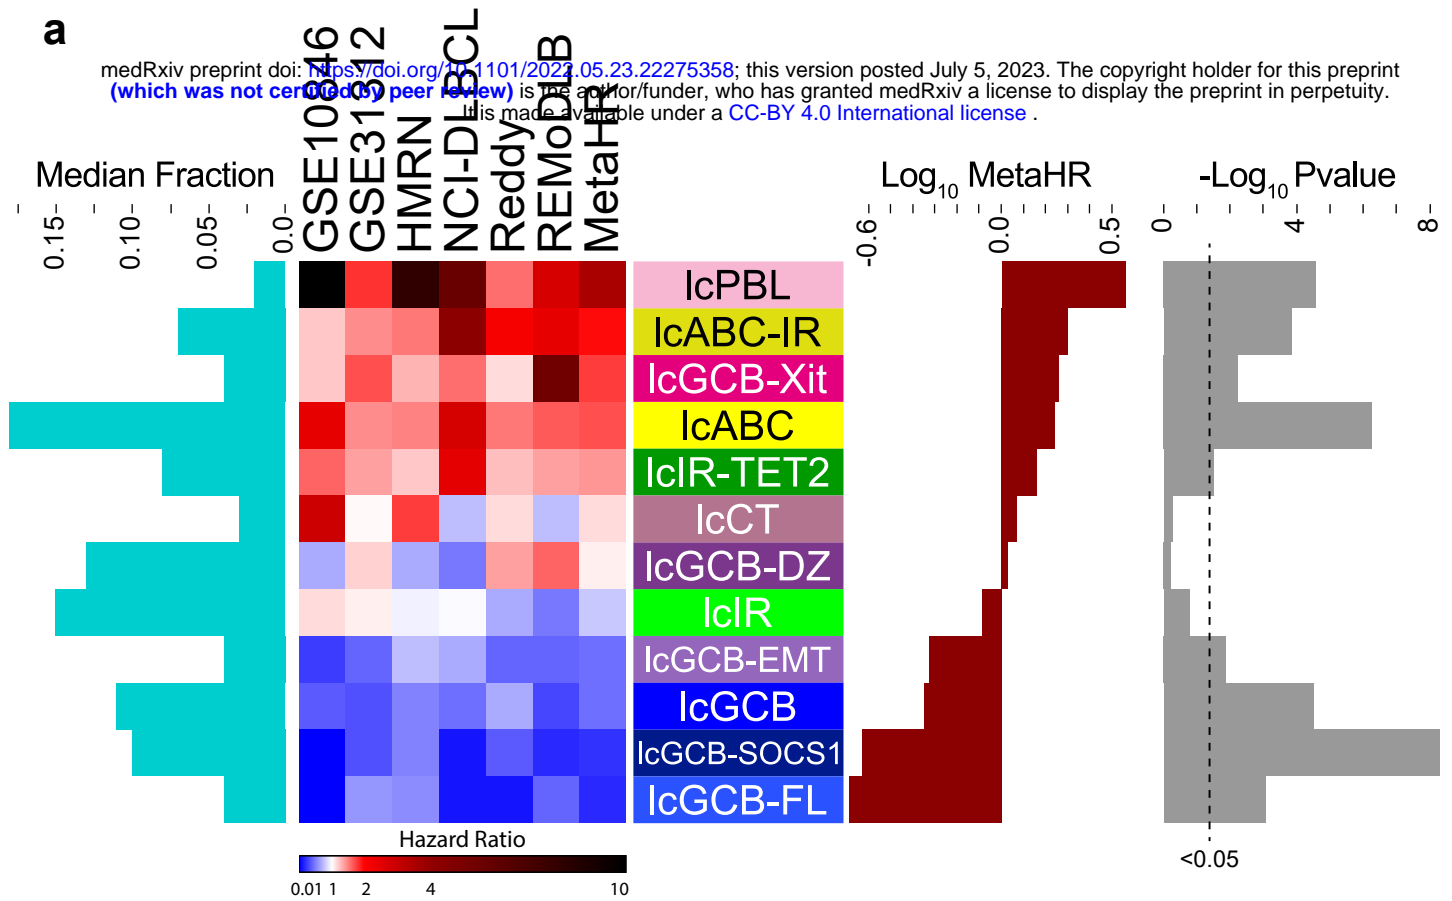 a
medRxiv preprint doi: https://doi.org/10.1101/2022.05.23.22275358; this version posted July 5, 2023. The copyright holder for this preprint
(which was not certified by peer review) is the author/funder, who has granted medRxiv a license to display the preprint in perpetuity.
It is made available under a CC-BY 4.0 International license .
Median Fraction
0.15
0.10
0.05
0.0
GSE10846
GSE31312
HMRN
NCI-DLBCL
Reddy
REMoDLB
MetaHR
Log10 MetaHR
-0.6
0.0
0.5
-Log10 Pvalue
0
4
8
lcPBL
lcABC-IR
lcGCB-Xit
lcABC
lcIR-TET2
lcCT
lcGCB-DZ
lcIR
lcGCB-EMT
lcGCB
lcGCB-SOCS1
lcGCB-FL
Hazard Ratio
0.01 1 2 4 10
<0.05